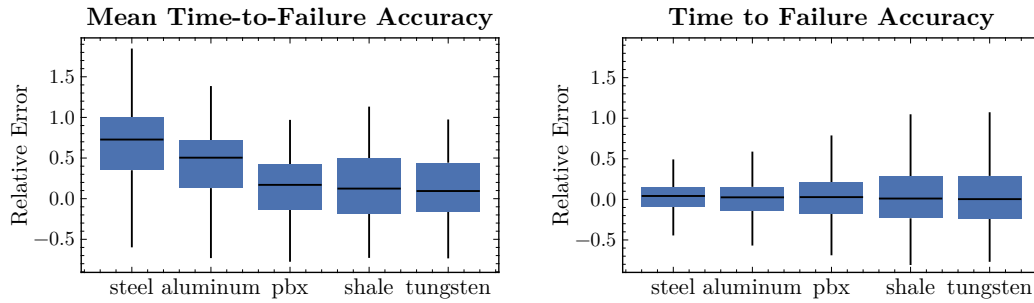 Mean Time-to-Failure Accuracy
Relative Error
1.5
1.0
0.5
0.0
−0.5
steel aluminum pbx shale tungsten
Time to Failure Accuracy
Relative Error
1.5
1.0
0.5
0.0
−0.5
steel aluminum pbx shale tungsten